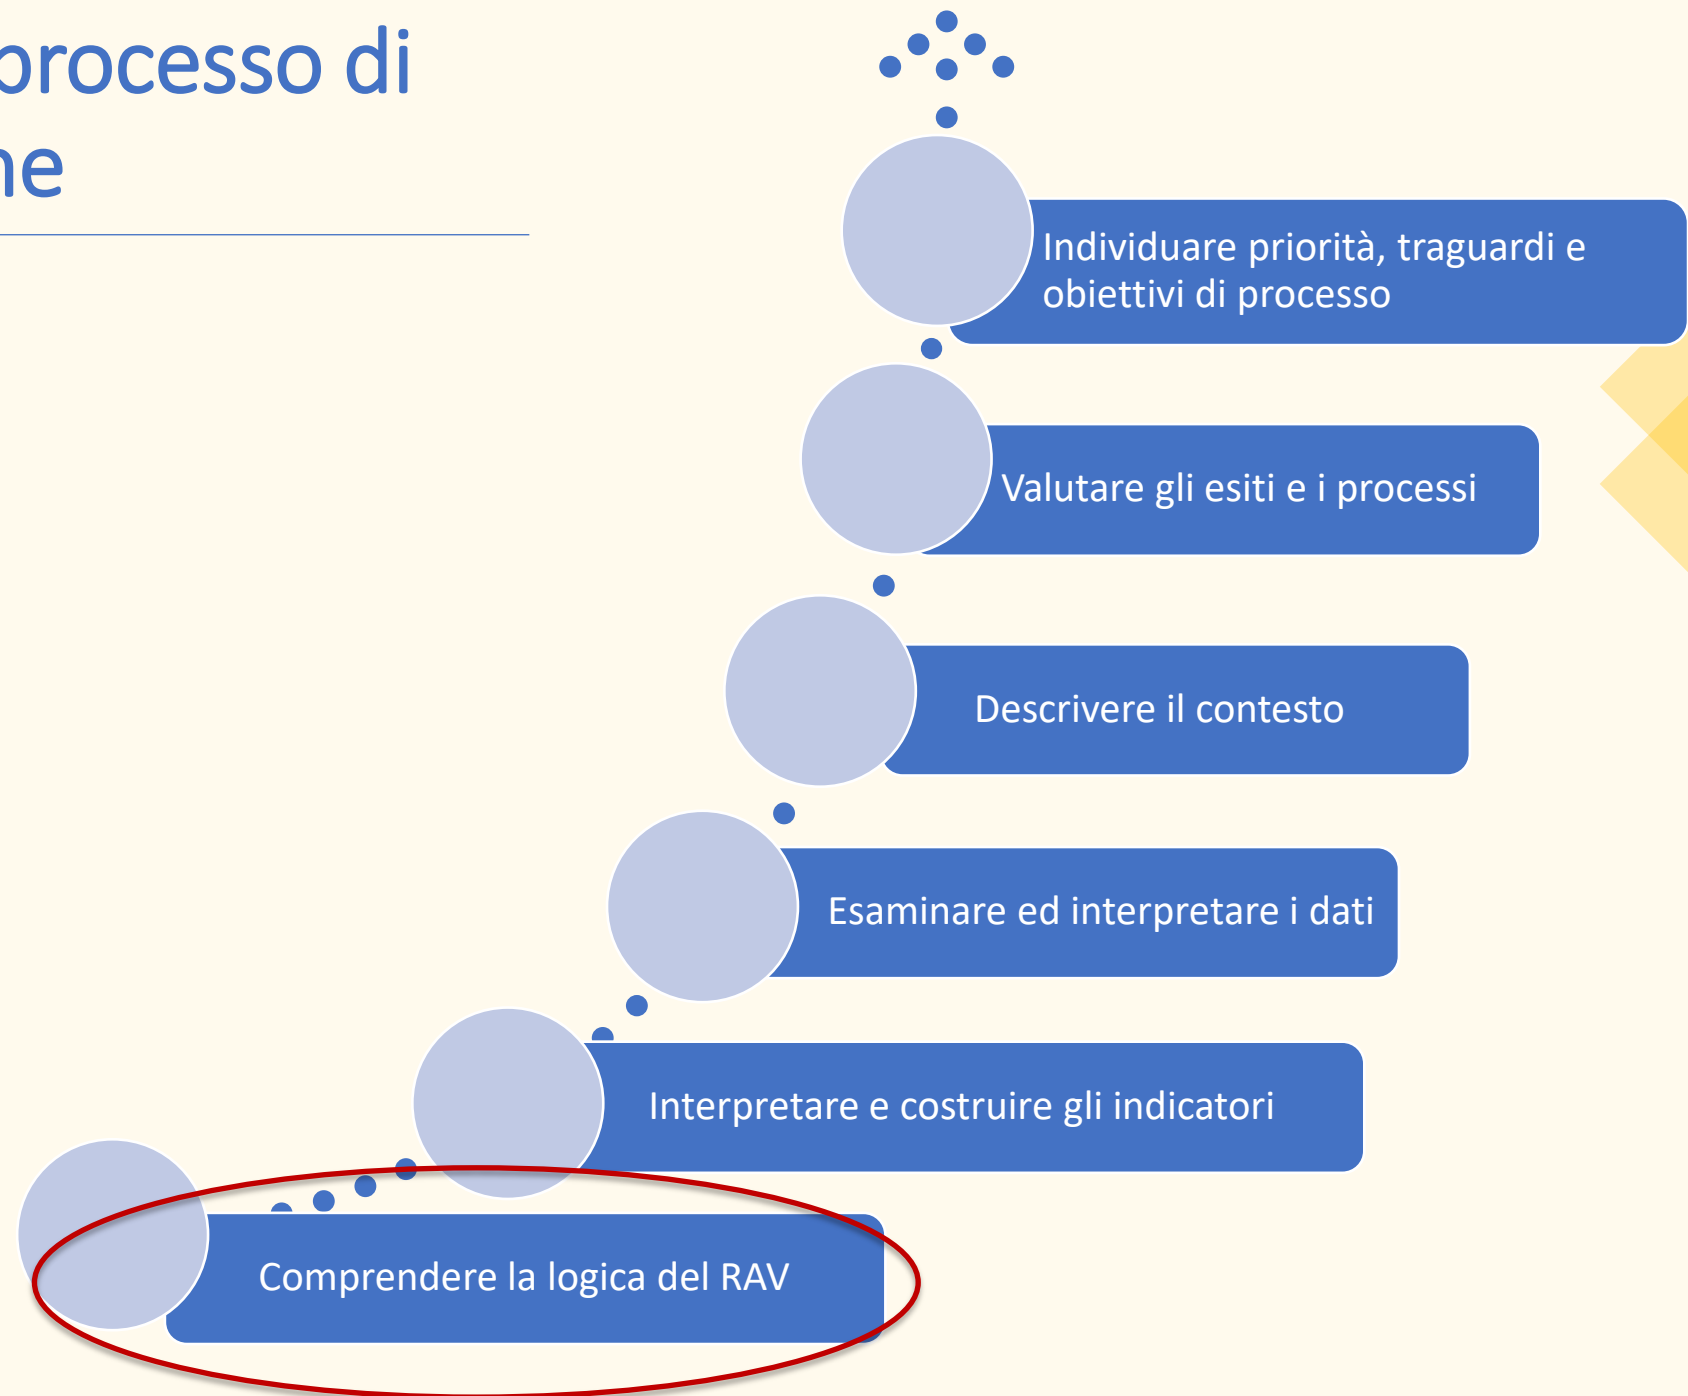 processo di
ne
Individuare priorità, traguardi e
obiettivi di processo
Valutare gli esiti e i processi
Descrivere il contesto
Esaminare ed interpretare i dati
Interpretare e costruire gli indicatori
Comprendere la logica del RAV